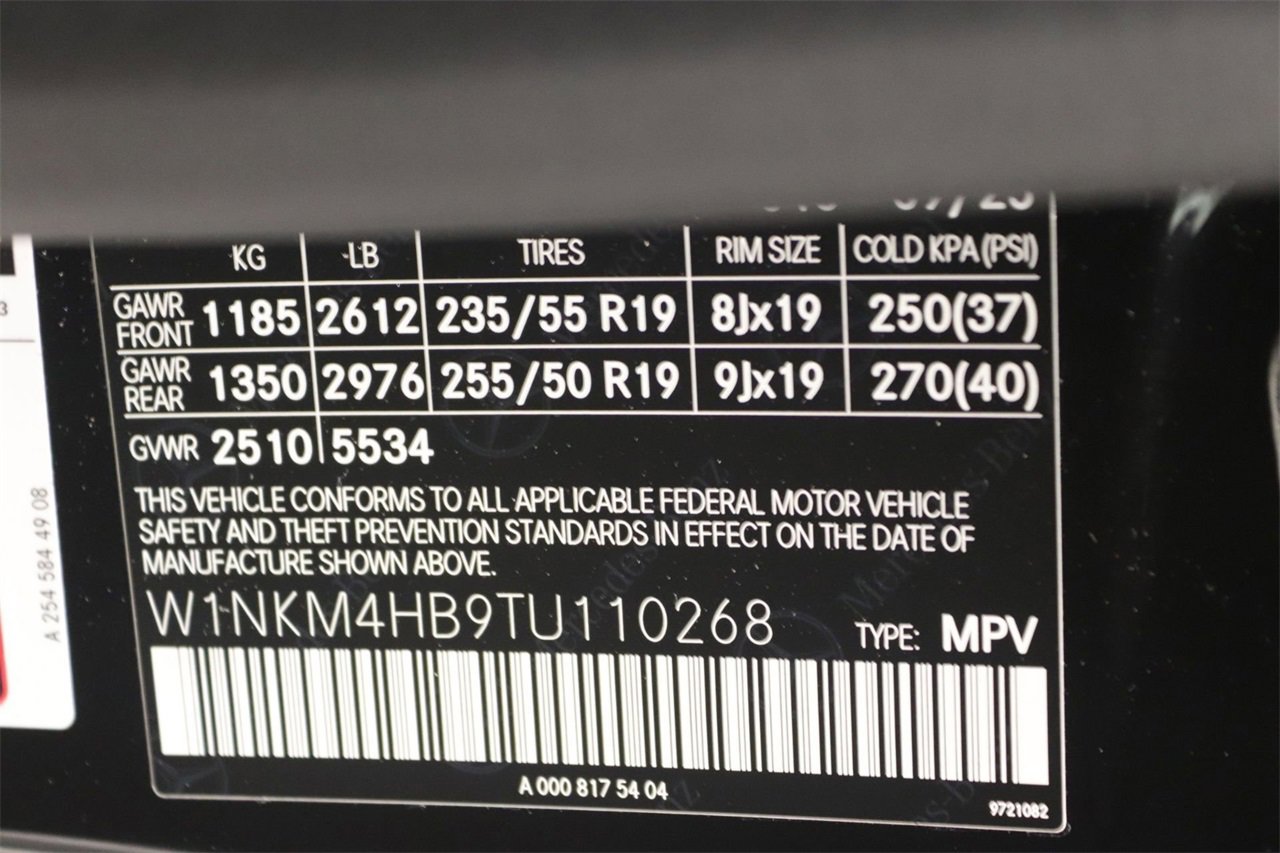 KG LB TIRES RIM SIZE COLD KPA (PSI)
GAWR FRONT 1185 2612 235/55 R19 8Jx19 250(37)
GAWR REAR 1350 2976 255/50 R19 9Jx19 270(40)
GVWR 2510 5534
THIS VEHICLE CONFORMS TO ALL APPLICABLE FEDERAL MOTOR VEHICLE
SAFETY AND THEFT PREVENTION STANDARDS IN EFFECT ON THE DATE OF
MANUFACTURE SHOWN ABOVE.
W1NKM4HB9TU110268 TYPE: MPV
A 000 817 54 04
9721082
A 254 584 49 08
3